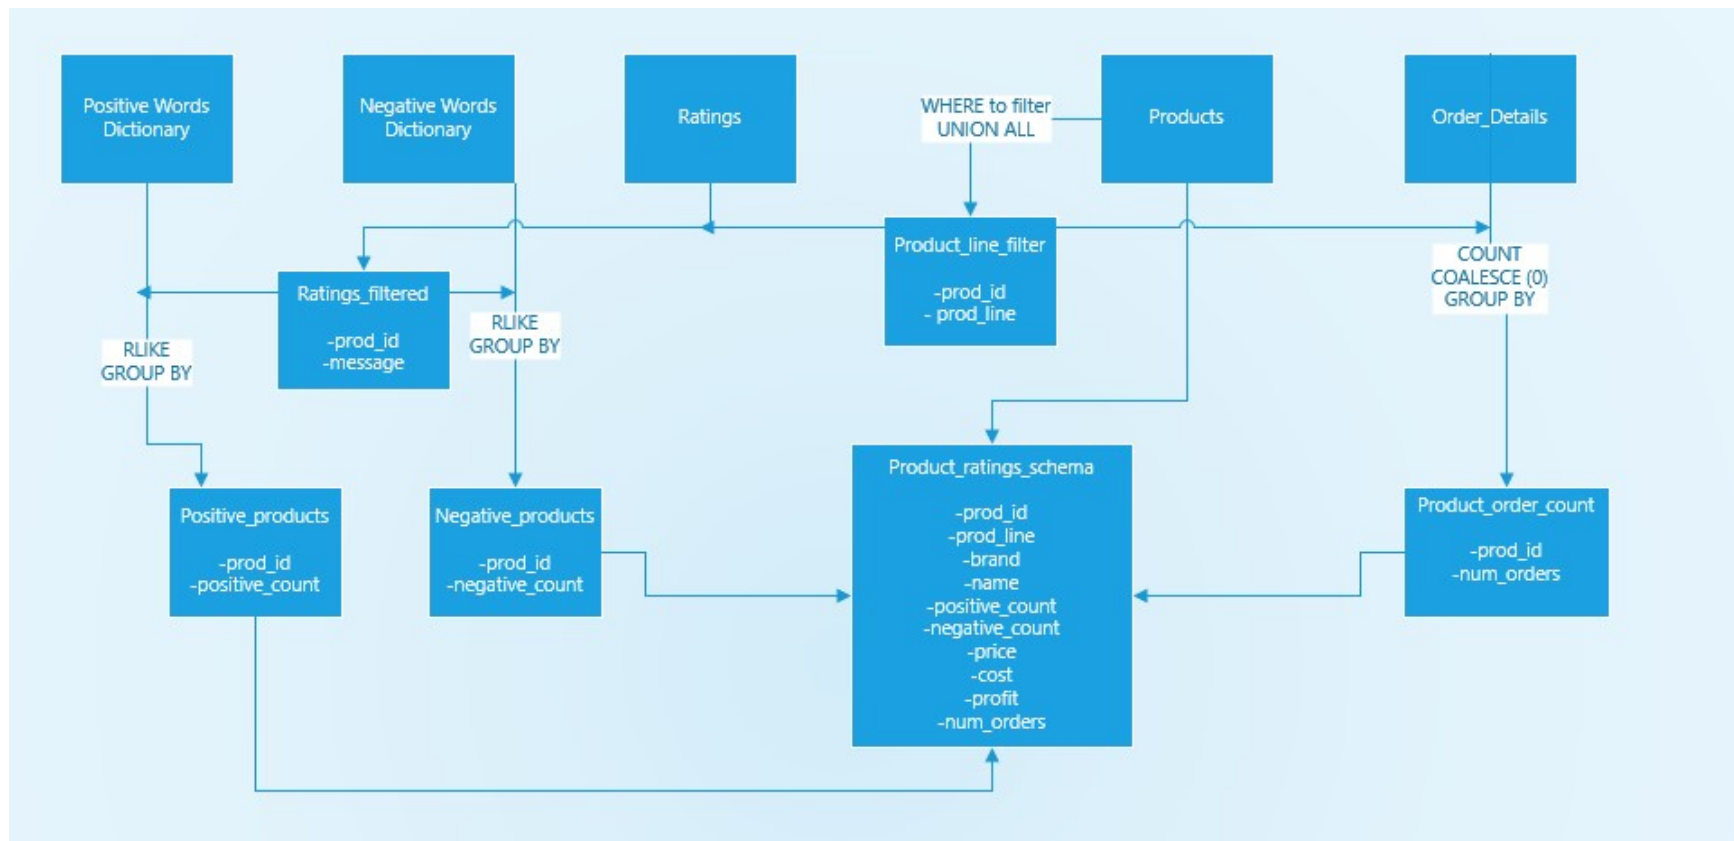 Positive Words
Dictionary
Negative Words
Dictionary
Ratings
WHERE to filter
UNION ALL
Products
Order_Details
Product_line_filter
-prod_id
- prod_line
COUNT
COALESCE (0)
GROUP BY
Ratings_filtered
-prod_id
-message
RLIKE
GROUP BY
RLIKE
GROUP BY
Positive_products
-prod_id
-positive_count
Negative_products
-prod_id
-negative_count
Product_ratings_schema
-prod_id
-prod_line
-brand
-name
-positive_count
-negative_count
-price
-cost
-profit
-num_orders
Product_order_count
-prod_id
-num_orders